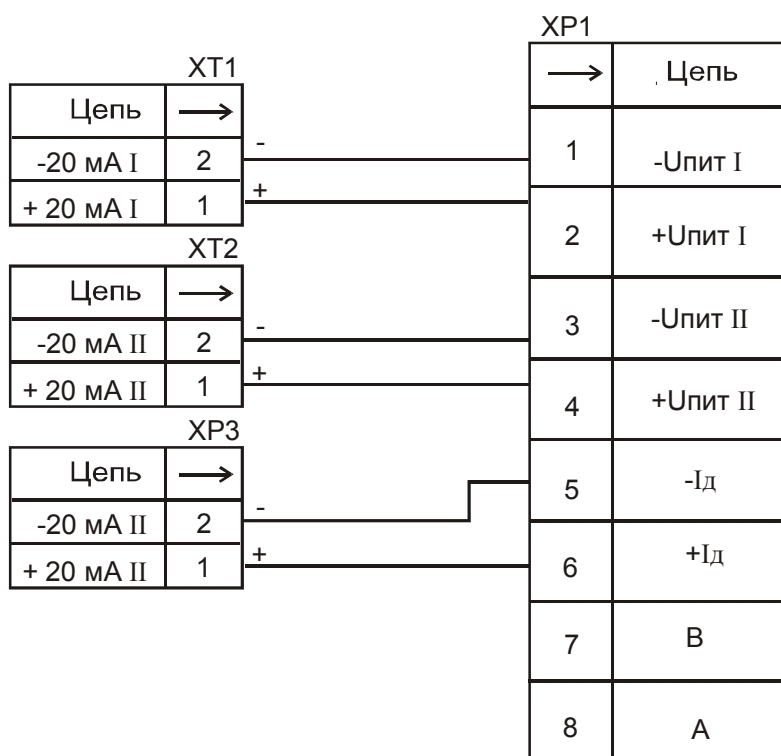 XT1
Цепь →
-20 мА I 2 -
+ 20 мА I 1 +
XT2
Цепь →
-20 мА II 2 -
+ 20 мА II 1 +
XP3
Цепь →
-20 мА II 2 -
+ 20 мА II 1 +
XP1
→ Цепь
1 -Uпит I
2 +Uпит I
3 -Uпит II
4 +Uпит II
5 -Iд
6 +Iд
7 B
8 A